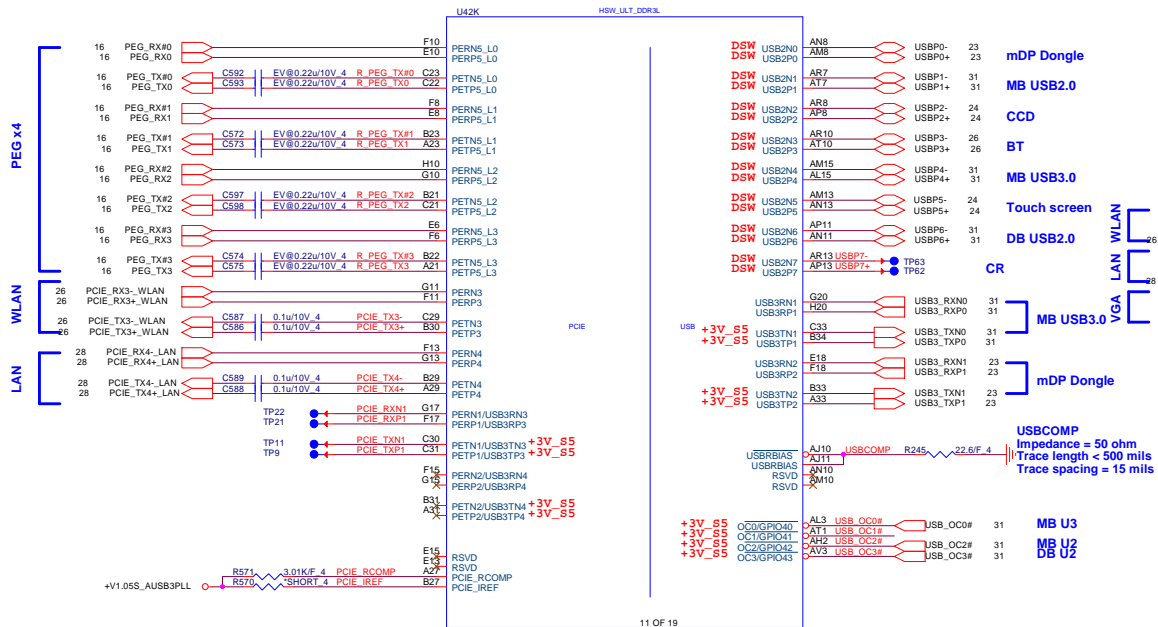 U42K
HSW_ULT_DDR3L
PEG x4
16 PEG_RX#0 F10 PERN5_L0
16 PEG_RX0 E10 PERP5_L0
16 PEG_TX#0 C592 EV@0.22u/10V_4 R_PEG_TX#0 C23 PETN5_L0
16 PEG_TX0 C593 EV@0.22u/10V_4 R_PEG_TX0 C22 PETP5_L0
16 PEG_RX#1 F8 PERN5_L1
16 PEG_RX1 E8 PERP5_L1
16 PEG_TX#1 C572 EV@0.22u/10V_4 R_PEG_TX#1 B23 PETN5_L1
16 PEG_TX1 C573 EV@0.22u/10V_4 R_PEG_TX1 A23 PETP5_L1
16 PEG_RX#2 H10 PERN5_L2
16 PEG_RX2 G10 PERP5_L2
16 PEG_TX#2 C597 EV@0.22u/10V_4 R_PEG_TX#2 B21 PETN5_L2
16 PEG_TX2 C598 EV@0.22u/10V_4 R_PEG_TX2 C21 PETP5_L2
16 PEG_RX#3 E6 PERN5_L3
16 PEG_RX3 F6 PERP5_L3
16 PEG_TX#3 C574 EV@0.22u/10V_4 R_PEG_TX#3 B22 PETN5_L3
16 PEG_TX3 C575 EV@0.22u/10V_4 R_PEG_TX3 A21 PETP5_L3
WLAN
26 PCIE_RX3-_WLAN G11 PERN3
26 PCIE_RX3+_WLAN F11 PERP3
26 PCIE_TX3-_WLAN C587 0.1u/10V_4 PCIE_TX3- C29 PETN3
26 PCIE_TX3+_WLAN C586 0.1u/10V_4 PCIE_TX3+ B30 PETP3
LAN
28 PCIE_RX4-_LAN F13 PERN4
28 PCIE_RX4+_LAN G13 PERP4
28 PCIE_TX4-_LAN C589 0.1u/10V_4 PCIE_TX4- B29 PETN4
28 PCIE_TX4+_LAN C588 0.1u/10V_4 PCIE_TX4+ A29 PETP4
TP22 PCIE_RXN1 G17 PERN1/USB3RN3
TP21 PCIE_RXP1 F17 PERP1/USB3RP3
TP11 PCIE_TXN1 C30 PETN1/USB3TN3 +3V_S5
TP9 PCIE_TXP1 C31 PETP1/USB3TP3 +3V_S5
F15 PERN2/USB3RN4
G15 PERP2/USB3RP4
B31 PETN2/USB3TN4 +3V_S5
A31 PETP2/USB3TP4 +3V_S5
E15 RSVD
E13 RSVD
R571 3.01K/F_4 PCIE_RCOMP A27 PCIE_RCOMP
+V1.05S_AUSB3PLL R570 *SHORT_4 PCIE_IREF B27 PCIE_IREF
PCIE
USB
DSW USB2N0 AN8 USBP0- 23
DSW USB2P0 AM8 USBP0+ 23
mDP Dongle
DSW USB2N1 AR7 USBP1- 31
DSW USB2P1 AT7 USBP1+ 31
MB USB2.0
DSW USB2N2 AR8 USBP2- 24
DSW USB2P2 AP8 USBP2+ 24
CCD
DSW USB2N3 AR10 USBP3- 26
DSW USB2P3 AT10 USBP3+ 26
BT
DSW USB2N4 AM15 USBP4- 31
DSW USB2P4 AL15 USBP4+ 31
MB USB3.0
DSW USB2N5 AM13 USBP5- 24
DSW USB2P5 AN13 USBP5+ 24
Touch screen
DSW USB2N6 AP11 USBP6- 31
DSW USB2P6 AN11 USBP6+ 31
DB USB2.0
DSW USB2N7 AR13 USBP7- TP63
DSW USB2P7 AP13 USBP7+ TP62
CR
WLAN
26
LAN
28
VGA
USB3RN1 G20 USB3_RXN0 31
USB3RP1 H20 USB3_RXP0 31
+3V_S5 USB3TN1 C33 USB3_TXN0 31
+3V_S5 USB3TP1 B34 USB3_TXP0 31
MB USB3.0
USB3RN2 E18 USB3_RXN1 23
USB3RP2 F18 USB3_RXP1 23
+3V_S5 USB3TN2 B33 USB3_TXN1 23
+3V_S5 USB3TP2 A33 USB3_TXP1 23
mDP Dongle
USBRBIAS AJ10 USBCOMP R245 22.6/F_4
USBRBIAS AJ11
RSVD AN10
RSVD AM10
USBCOMP
Impedance = 50 ohm
Trace length < 500 mils
Trace spacing = 15 mils
+3V_S5 OC0/GPIO40 AL3 USB_OC0# USB_OC0# 31 MB U3
+3V_S5 OC1/GPIO41 AT1 USB_OC1#
+3V_S5 OC2/GPIO42 AH2 USB_OC2# USB_OC2# 31 MB U2
+3V_S5 OC3/GPIO43 AV3 USB_OC3# USB_OC3# 31 DB U2
11 OF 19